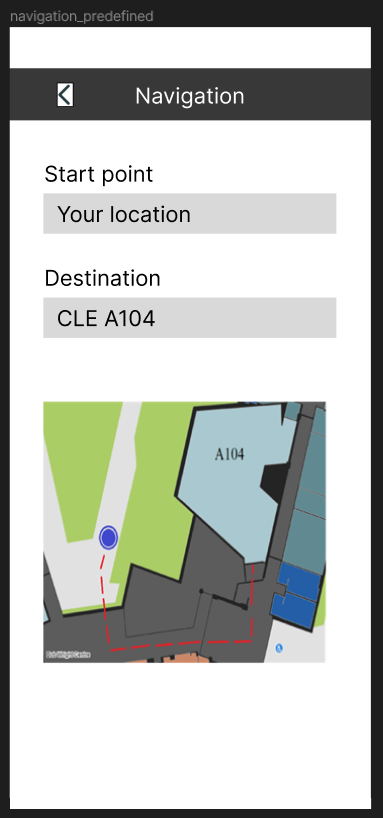 navigation_predefined
Navigation
Start point
Your location
Destination
CLE A104
A104